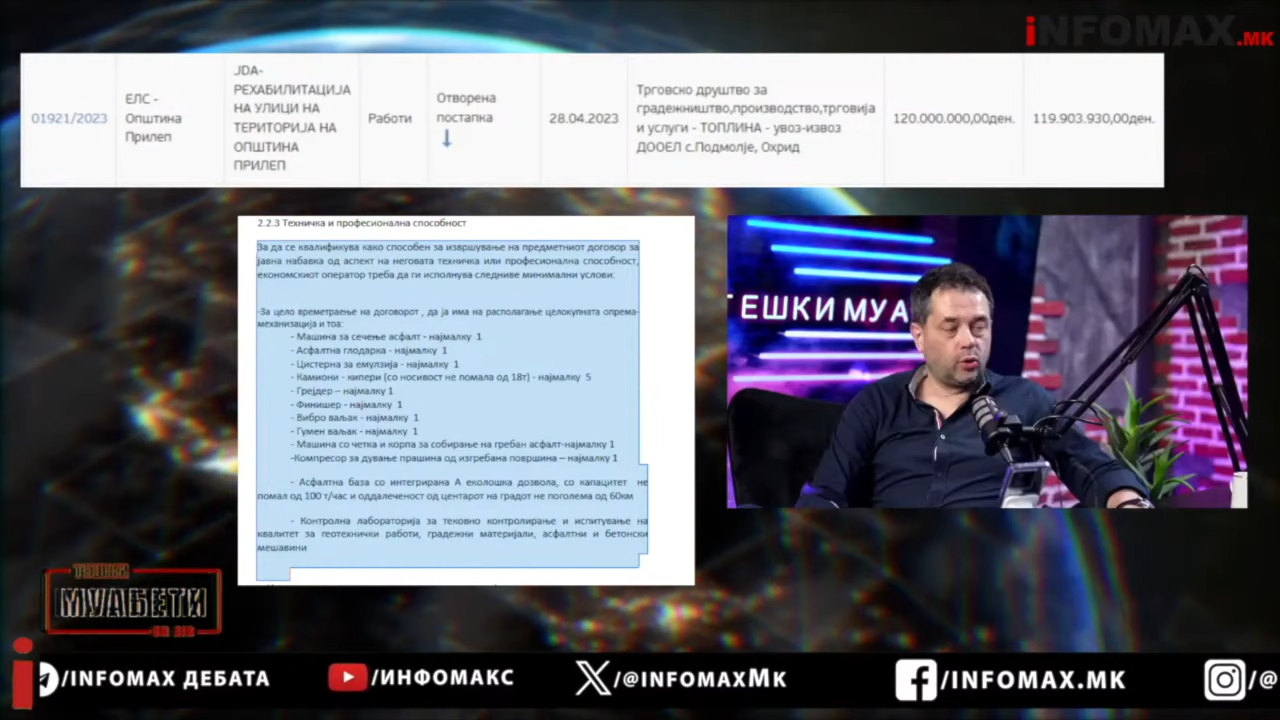 iNFOMAX.МК
01921/2023
ЕЛС -
Општина
Прилеп
ЈДА-
РЕХАБИЛИТАЦИЈА
НА УЛИЦИ НА
ТЕРИТОРИЈА НА
ОПШТИНА
ПРИЛЕП
Работи
Отворена
постапка
28.04.2023
Трговско друштво за
градежништво,производство,трговија
и услуги - ТОПЛИНА - увоз-извоз
ДООЕЛ с.Подмолје, Охрид
120.000.000,00ден.
119.903.930,00ден.
2.2.3 Техничка и професионална способност
За да се квалификува како способен за извршување на предметниот договор за
јавна набавка од аспект на неговата техничка или професионална способност,
економскиот оператор треба да ги исполнува следниве минимални услови:
-За цело времетраење на договорот , да ја има на располагање целокупната опрема-
механизација и тоа:
- Машина за сечење асфалт - најмалку 1
- Асфалтна глодарка - најмалку 1
- Цистерна за емулзија - најмалку 1
- Камиони - кипери (со носивост не помала од 18т) - најмалку 5
- Грејдер – најмалку 1
- Финишер - најмалку 1
- Вибро ваљак - најмалку 1
- Гумен ваљак - најмалку 1
- Машина со четка и корпа за собирање на гребан асфалт-најмалку 1
-Компресор за дување прашина од изгребана површина – најмалку 1
- Асфалтна база со интегрирана А еколошка дозвола, со капацитет не
помал од 100 т/час и оддалеченост од центарот на градот не поголема од 60км
- Контролна лабораторија за тековно контролирање и испитување на
квалитет за геотехнички работи, градежни материјали, асфалтни и бетонски
мешавини
ТЕШКИ МУА
ТЕШКИ
МУАБЕТИ
/INFOMAX ДЕБАТА
/ИНФОМАКС
/@INFOMAXMK
/INFOMAX.MK
/@